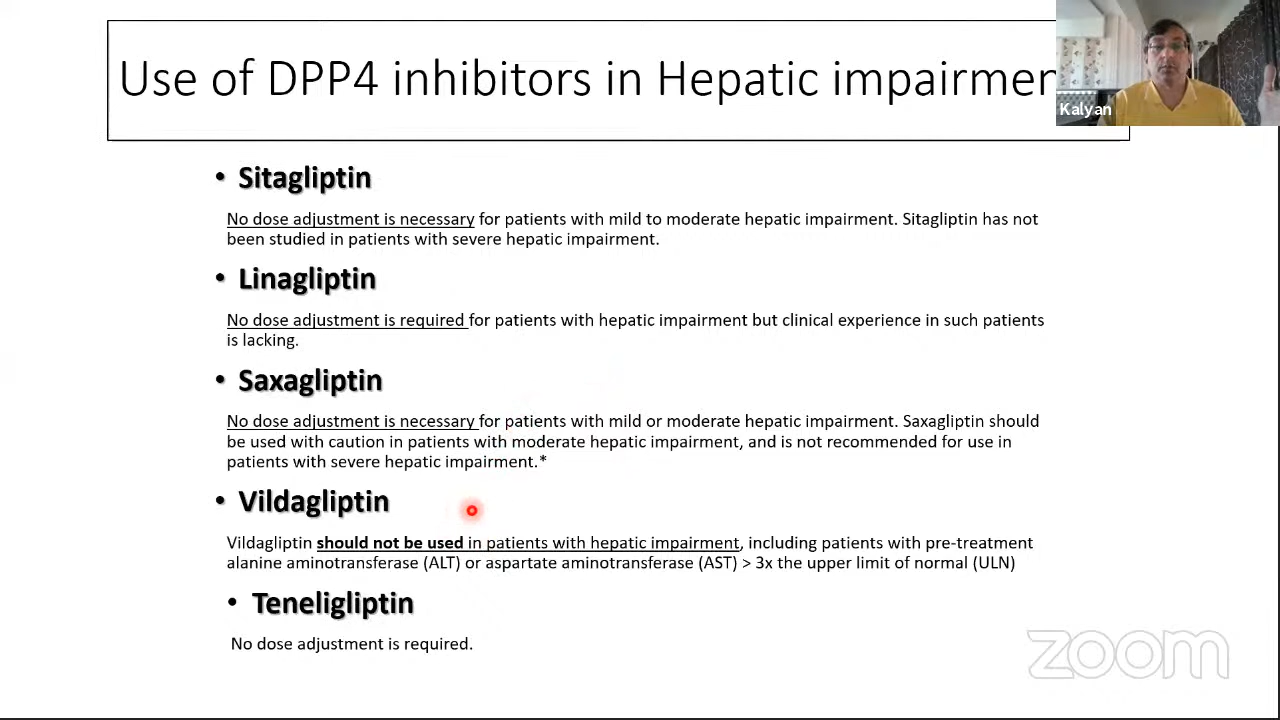 Use of DPP4 inhibitors in Hepatic impairmen
Kalyan
• Sitagliptin
No dose adjustment is necessary for patients with mild to moderate hepatic impairment. Sitagliptin has not
been studied in patients with severe hepatic impairment.
• Linagliptin
No dose adjustment is required for patients with hepatic impairment but clinical experience in such patients
is lacking.
• Saxagliptin
No dose adjustment is necessary for patients with mild or moderate hepatic impairment. Saxagliptin should
be used with caution in patients with moderate hepatic impairment, and is not recommended for use in
patients with severe hepatic impairment.*
• Vildagliptin
Vildagliptin should not be used in patients with hepatic impairment, including patients with pre-treatment
alanine aminotransferase (ALT) or aspartate aminotransferase (AST) > 3x the upper limit of normal (ULN)
• Teneligliptin
No dose adjustment is required.
zoom